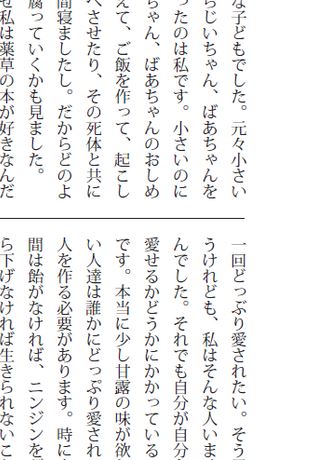 な子どもでした。元々小さい
らじいちゃん、ばあちゃんを
ったのは私です。小さいのに
ちゃん、ばあちゃんのおしめ
えて、ご飯を作って、起こし
べさせたり、その死体と共に
間寝ましたし。だからどのよ
腐っていくかも見ました。
せ私は薬草の本が好きなんだ
一回どっぷり愛されたい。そう
うけれども、私はそんな人いま
んでした。それでも自分が自分
愛せるかどうかにかかっている
です。本当に少し甘露の味が欲
い人達は誰かにどっぷり愛され
人を作る必要があります。時に
間は飴がなければ、ニンジンを
ら下げなければ生きられないこ